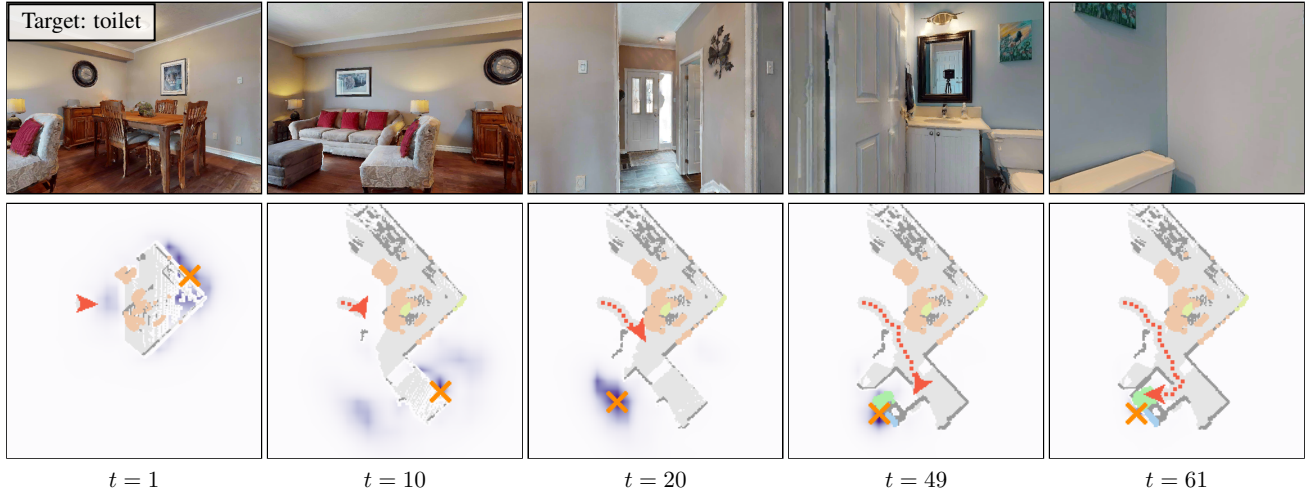 Target: toilet
t = 1
t = 10
t = 20
t = 49
t = 61